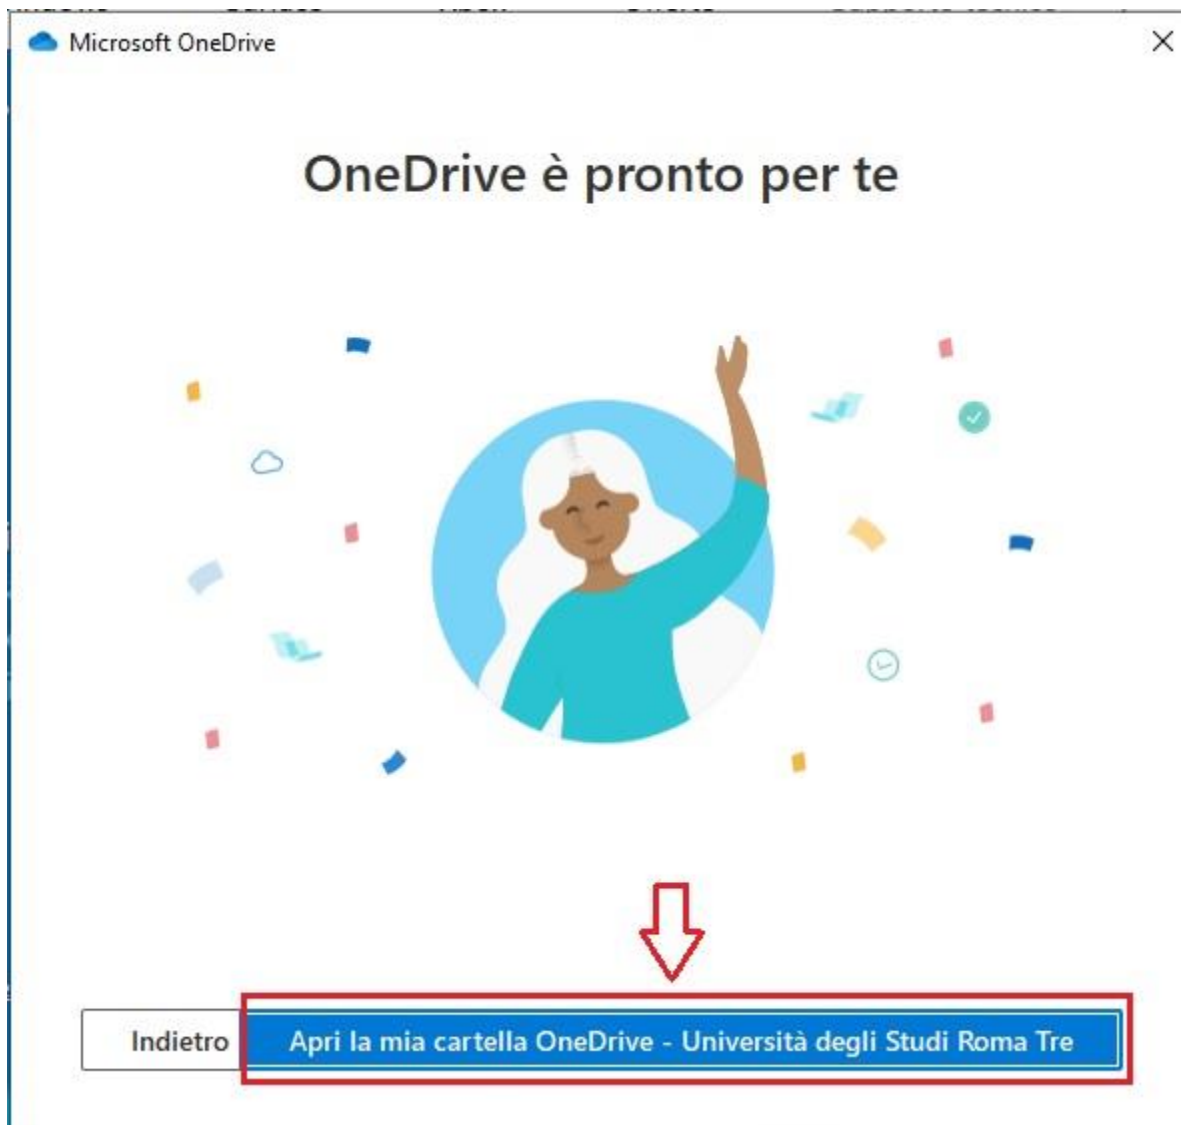 Microsoft OneDrive
OneDrive è pronto per te
Indietro
Apri la mia cartella OneDrive - Università degli Studi Roma Tre